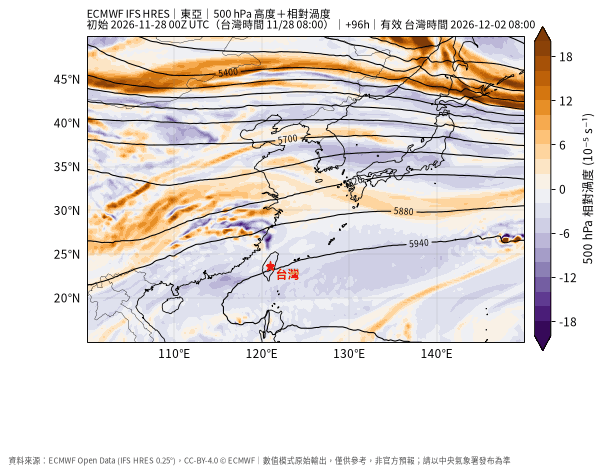 ECMWF IFS HRES｜東亞｜500 hPa 高度＋相對渦度
初始 2026-11-28 00Z UTC（台灣時間 11/28 08:00）｜+96h｜有效 台灣時間 2026-12-02 08:00
45°N
40°N
35°N
30°N
25°N
20°N
110°E
120°E
130°E
140°E
5400
5700
5880
5940
台灣
18
12
6
0
-6
-12
-18
500 hPa 相對渦度 (10⁻⁵ s⁻¹)
資料來源：ECMWF Open Data (IFS HRES 0.25°)，CC-BY-4.0 © ECMWF｜數值模式原始輸出，僅供參考，非官方預報；請以中央氣象署發布為準